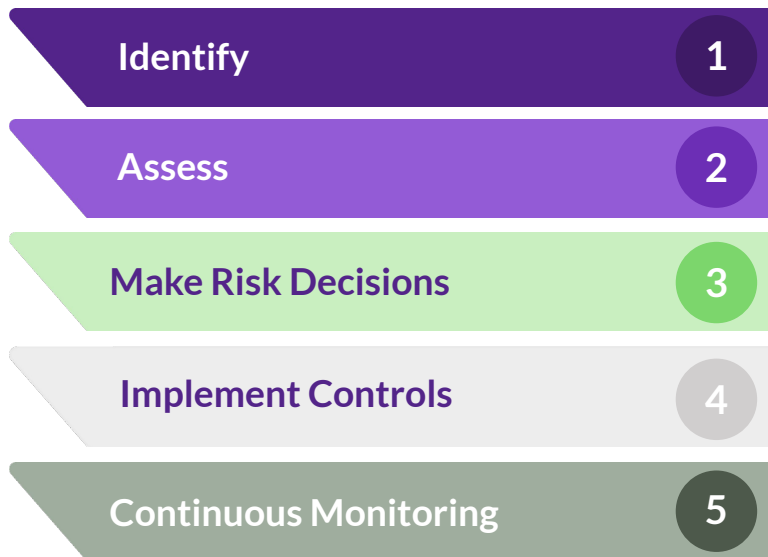 Identify 1
Assess 2
Make Risk Decisions 3
Implement Controls 4
Continuous Monitoring 5